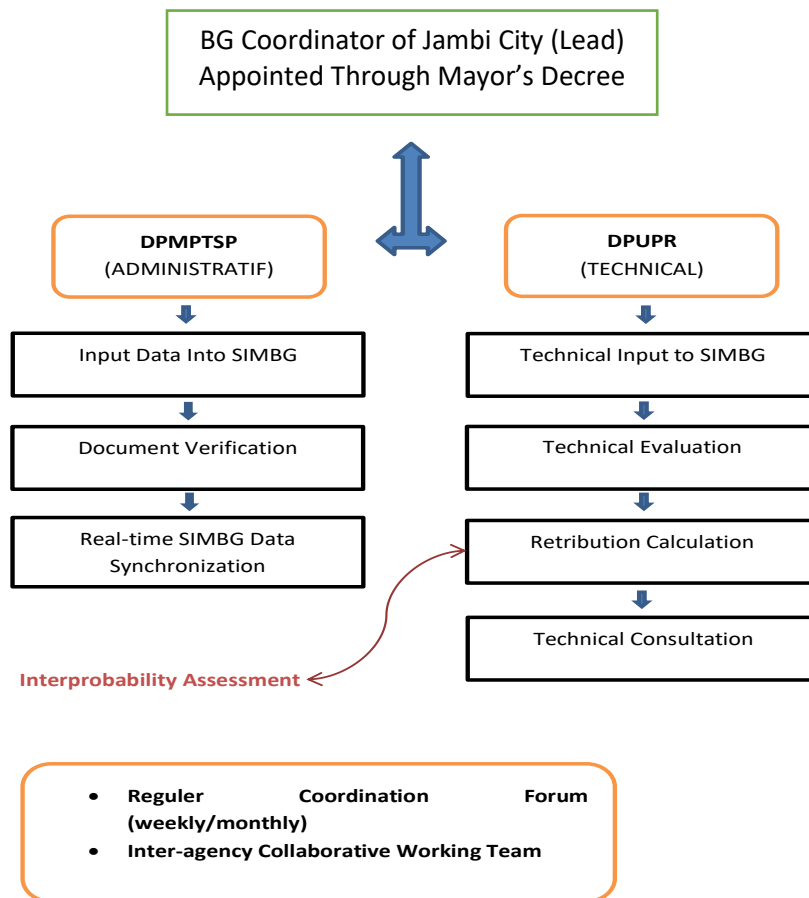 BG Coordinator of Jambi City (Lead)
Appointed Through Mayor's Decree
DPMPTSP
(ADMINISTRATIF)
DPUPR
(TECHNICAL)
Input Data Into SIMBG
Technical Input to SIMBG
Document Verification
Technical Evaluation
Real-time SIMBG Data
Synchronization
Retribution Calculation
Technical Consultation
Interprobability Assessment
• Reguler Coordination Forum
(weekly/monthly)
• Inter-agency Collaborative Working Team